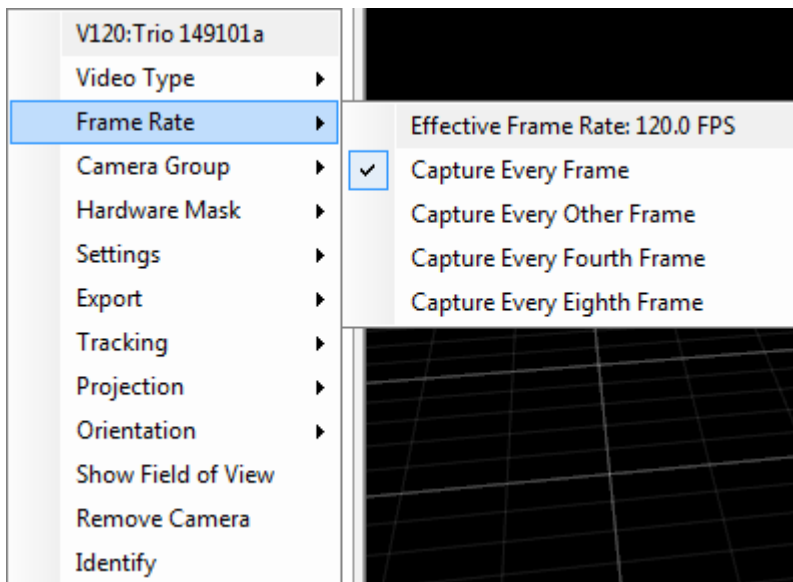 V120:Trio 149101a
Video Type
Frame Rate
Camera Group
Hardware Mask
Settings
Export
Tracking
Projection
Orientation
Show Field of View
Remove Camera
Identify
Effective Frame Rate: 120.0 FPS
Capture Every Frame
Capture Every Other Frame
Capture Every Fourth Frame
Capture Every Eighth Frame